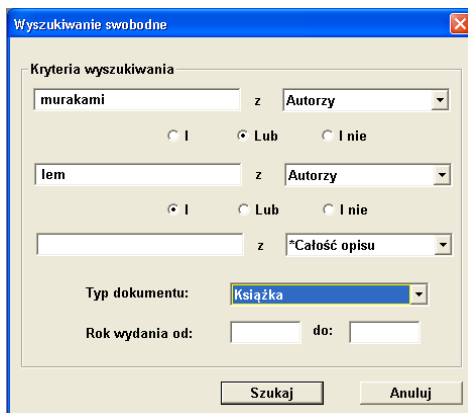 Wyszukiwanie swobodne
Kryteria wyszukiwania
murakami z Autorzy
I Lub I nie
lem z Autorzy
I Lub I nie
z *Całość opisu
Typ dokumentu: Książka
Rok wydania od: do:
Szukaj Anuluj